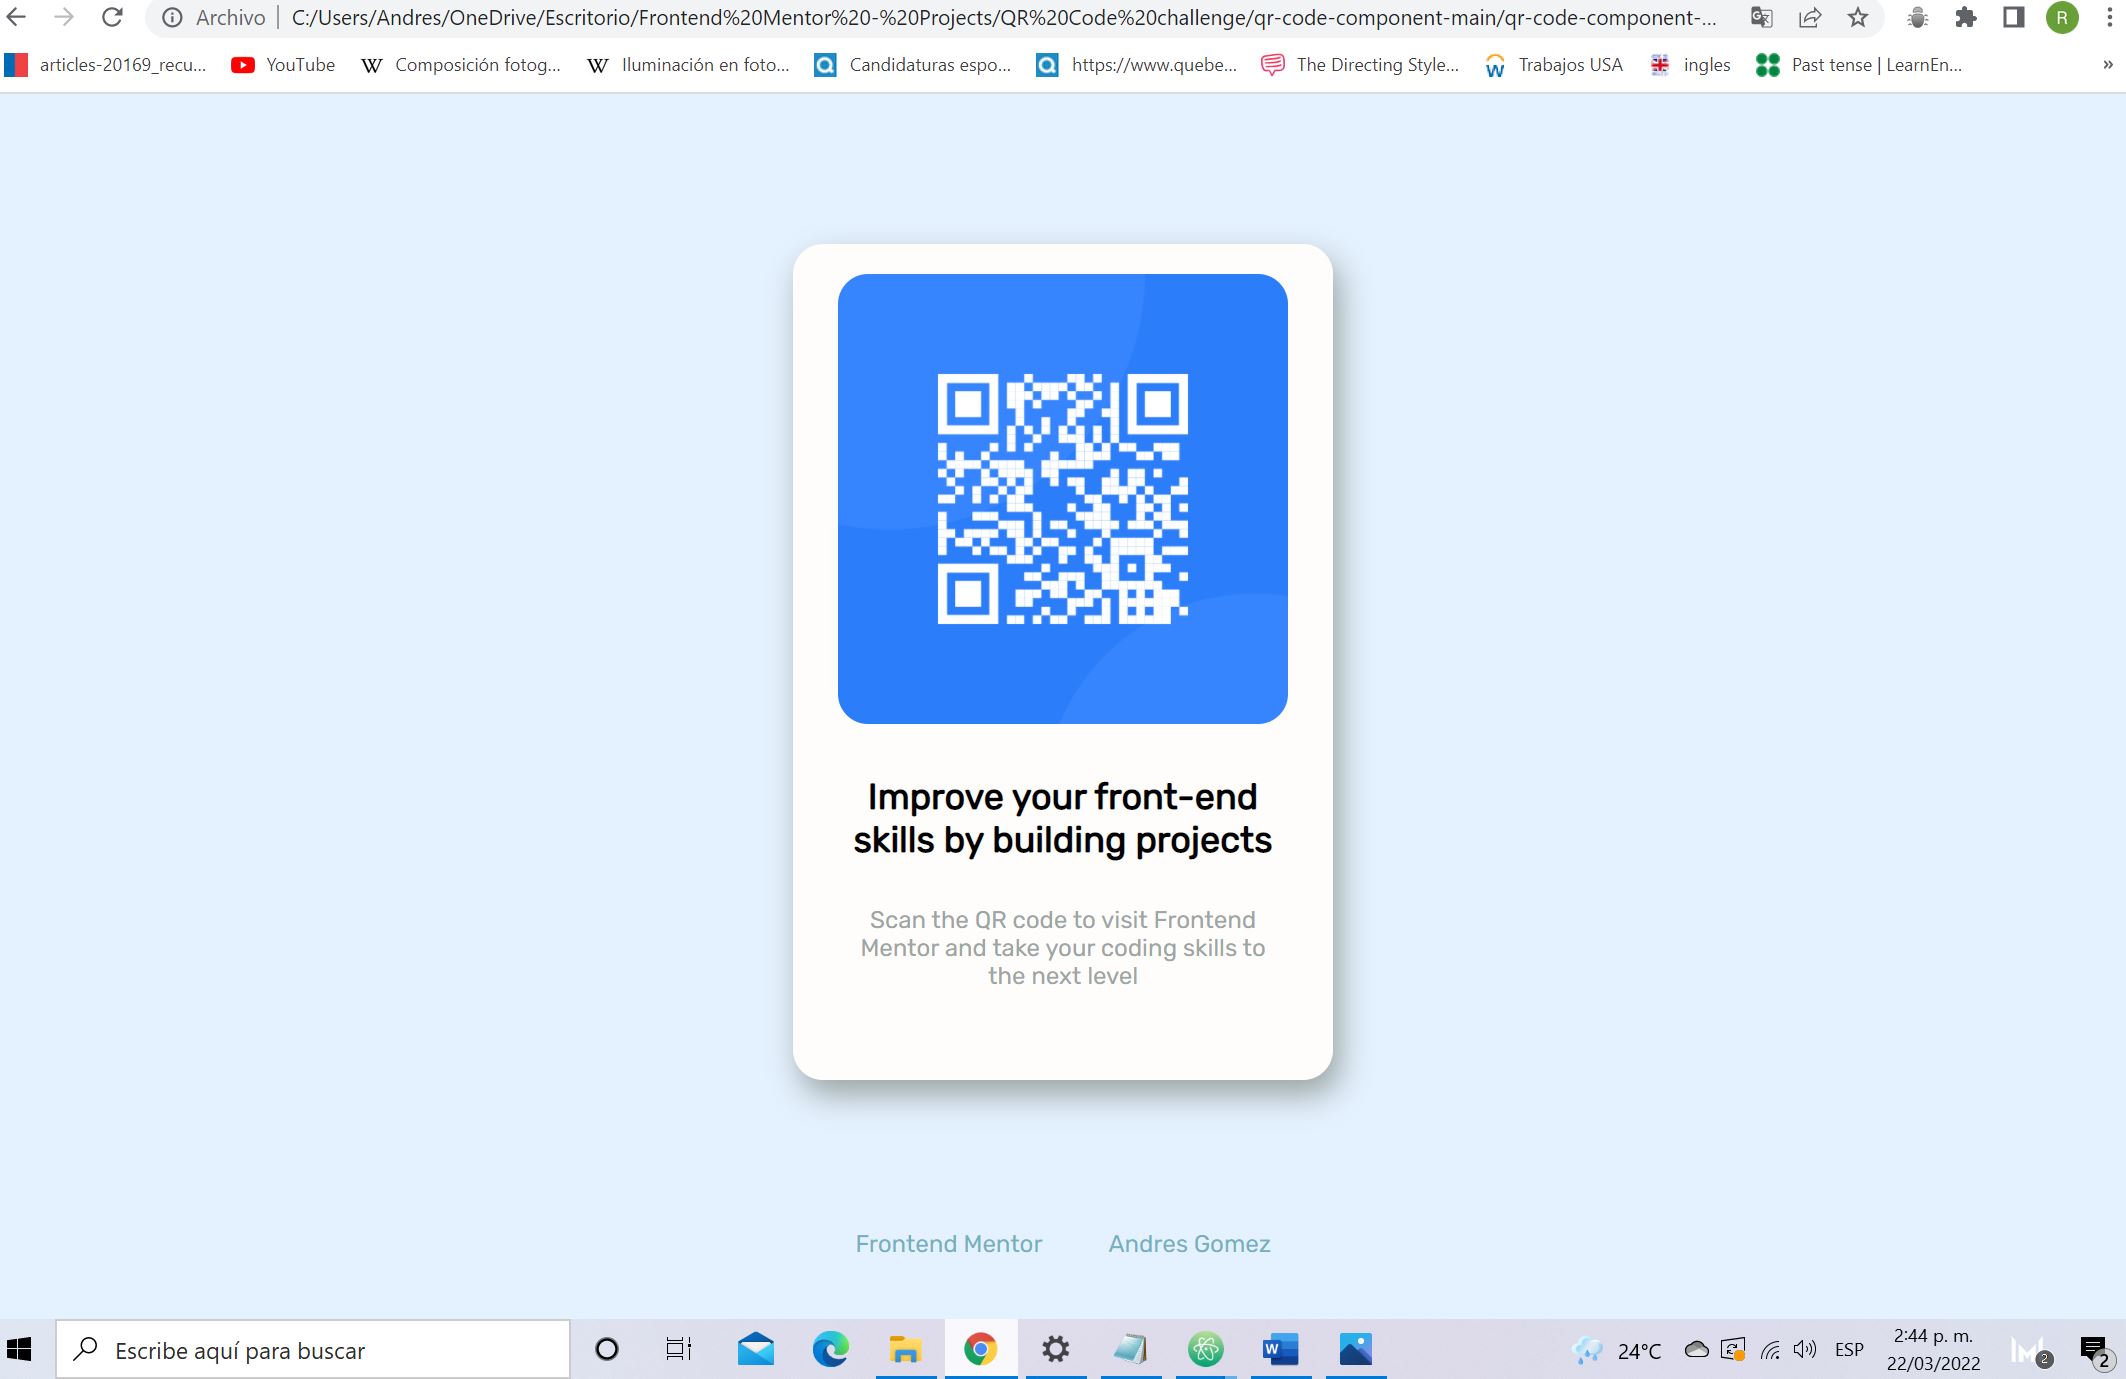 Archivo | C:/Users/Andres/OneDrive/Escritorio/Frontend%20Mentor%20-%20Projects/QR%20Code%20challenge/qr-code-component-main/qr-code-component-... R
articles-20169_recu... YouTube W Composición fotog... W Iluminación en foto... Candidaturas espo... https://www.quebe... The Directing Style... Trabajos USA ingles Past tense | LearnEn... »
Improve your front-end
skills by building projects
Scan the QR code to visit Frontend
Mentor and take your coding skills to
the next level
Frontend Mentor Andres Gomez
Escribe aquí para buscar W 24°C ESP 2:44 p. m. 2
22/03/2022 2